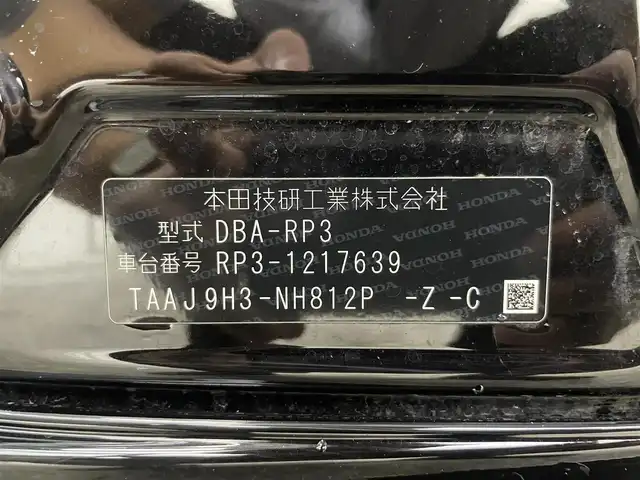 本田技研工業株式会社
型式 DBA-RP3
車台番号 RP3-1217639
TAAJ9H3-NH812P -Z -C